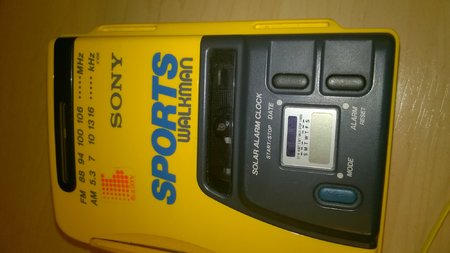 FM 88 94 100 106 MHz
AM 5.3 7 10 13 16 kHz
SONY
SPORTS
WALKMAN
SOLAR ALARM CLOCK
START/STOP DATE
ALARM
RESET
MODE
S M T W T F S